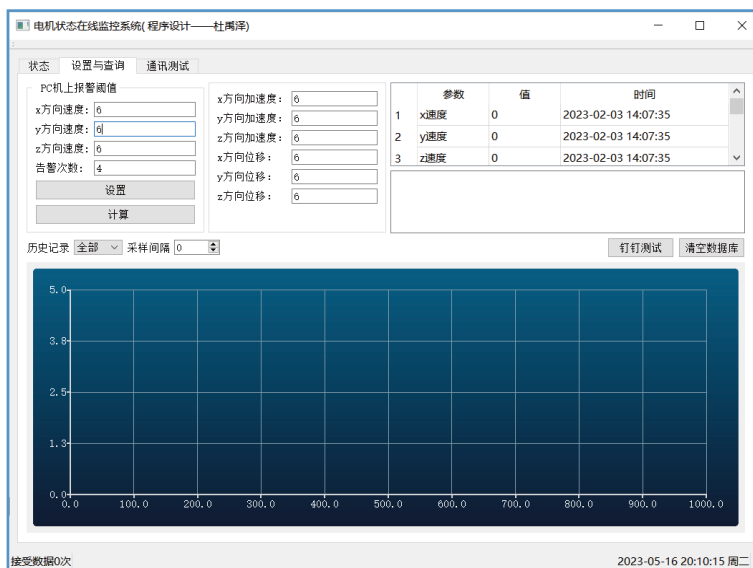 电机状态在线监控系统( 程序设计——杜禹泽)
状态 设置与查询 通讯测试
PC机上报警阈值
x方向速度: 6
y方向速度: 6
z方向速度: 6
告警次数: 4
设置
计算
x方向加速度: 6
y方向加速度: 6
z方向加速度: 6
x方向位移: 6
y方向位移: 6
z方向位移: 6
参数 值 时间
1 x速度 0 2023-02-03 14:07:35
2 y速度 0 2023-02-03 14:07:35
3 z速度 0 2023-02-03 14:07:35
历史记录 全部 采样间隔 0 钉钉测试 清空数据库
5.0
3.8
2.5
1.3
0.0
0.0 100.0 200.0 300.0 400.0 500.0 600.0 700.0 800.0 900.0 1000.0
接受数据0次 2023-05-16 20:10:15 周二